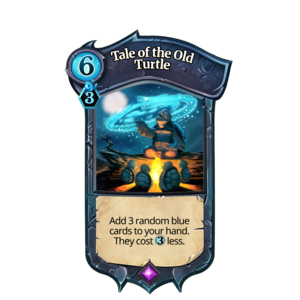 Tale of the Old
Turtle
6
3
Add 3 random blue
cards to your hand.
They cost 3 less.